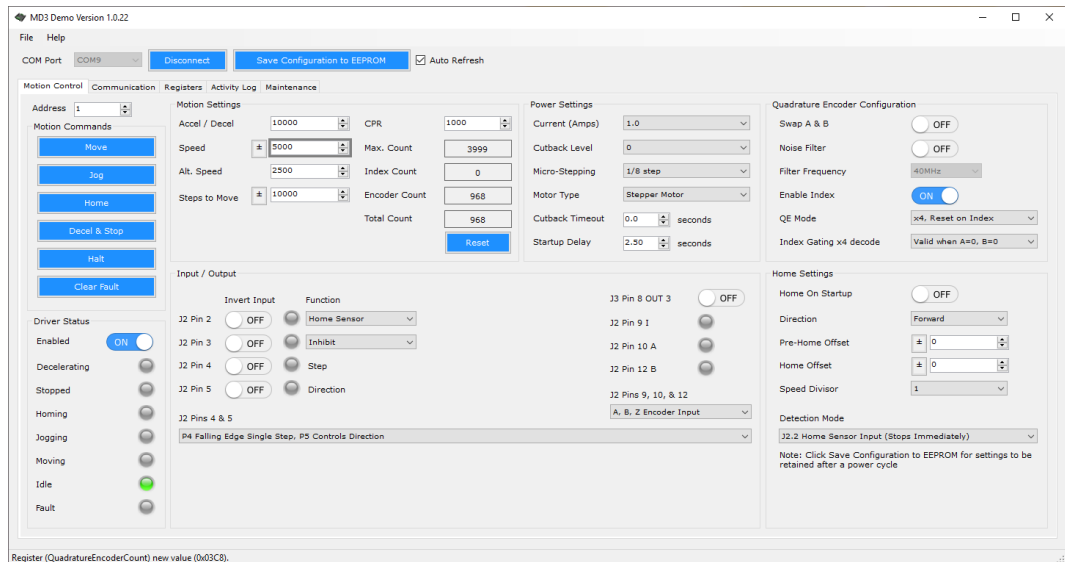 MD3 Demo Version 1.0.22
File Help
COM Port COM9 Disconnect Save Configuration to EEPROM Auto Refresh
Motion Control Communication Registers Activity Log Maintenance
Address 1
Motion Commands
Move
Jog
Home
Decel & Stop
Halt
Clear Fault
Driver Status
Enabled ON
Decelerating
Stopped
Homing
Jogging
Moving
Idle
Fault
Motion Settings
Accel / Decel 10000 CPR 1000
Speed ± 5000 Max. Count 3999
Alt. Speed 2500 Index Count 0
Steps to Move ± 10000 Encoder Count 968
Total Count 968
Reset
Power Settings
Current (Amps) 1.0
Cutback Level 0
Micro-Stepping 1/8 step
Motor Type Stepper Motor
Cutback Timeout 0.0 seconds
Startup Delay 2.50 seconds
Quadrature Encoder Configuration
Swap A & B OFF
Noise Filter OFF
Filter Frequency 40MHz
Enable Index ON
QE Mode x4, Reset on Index
Index Gating x4 decode Valid when A=0, B=0
Input / Output
Invert Input Function
J2 Pin 2 OFF Home Sensor
J2 Pin 3 OFF Inhibit
J2 Pin 4 OFF Step
J2 Pin 5 OFF Direction
J2 Pins 4 & 5
P4 Falling Edge Single Step, P5 Controls Direction
J3 Pin 8 OUT 3 OFF
J2 Pin 9 I
J2 Pin 10 A
J2 Pin 12 B
J2 Pins 9, 10, & 12
A, B, Z Encoder Input
Home Settings
Home On Startup OFF
Direction Forward
Pre-Home Offset ± 0
Home Offset ± 0
Speed Divisor 1
Detection Mode
J2.2 Home Sensor Input (Stops Immediately)
Note: Click Save Configuration to EEPROM for settings to be
retained after a power cycle
Register (QuadratureEncoderCount) new value (0x03C8).